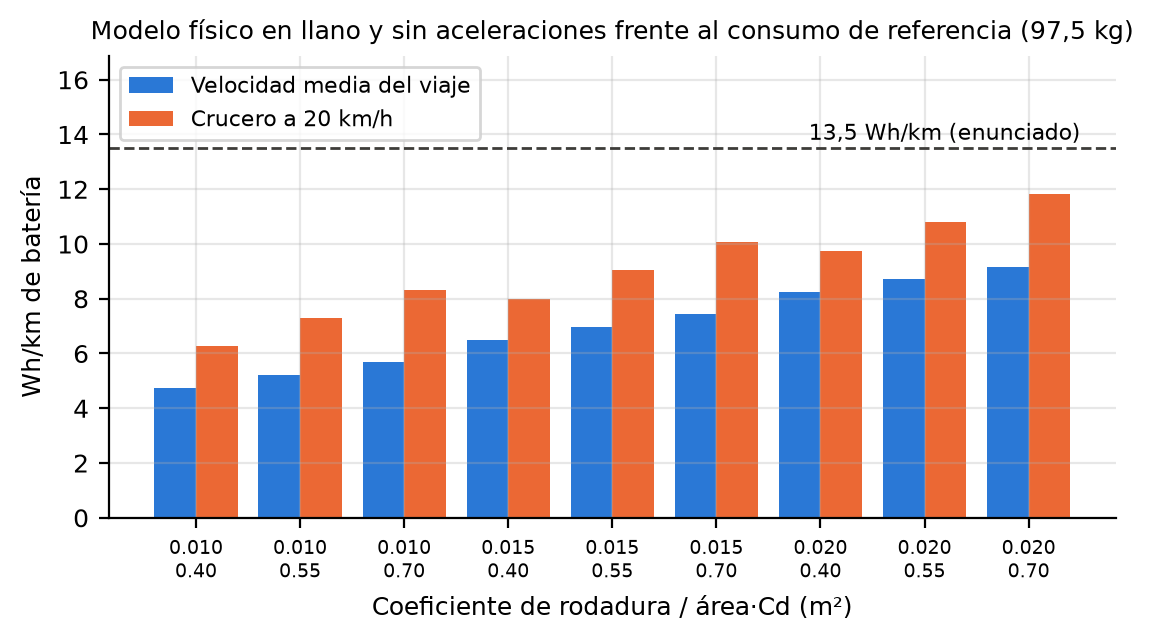 Modelo físico en llano y sin aceleraciones frente al consumo de referencia (97,5 kg)
Velocidad media del viaje
Crucero a 20 km/h
13,5 Wh/km (enunciado)
Wh/km de batería
16
14
12
10
8
6
4
2
0
0.010 0.010 0.010 0.015 0.015 0.015 0.020 0.020 0.020
0.40 0.55 0.70 0.40 0.55 0.70 0.40 0.55 0.70
Coeficiente de rodadura / área·Cd (m²)